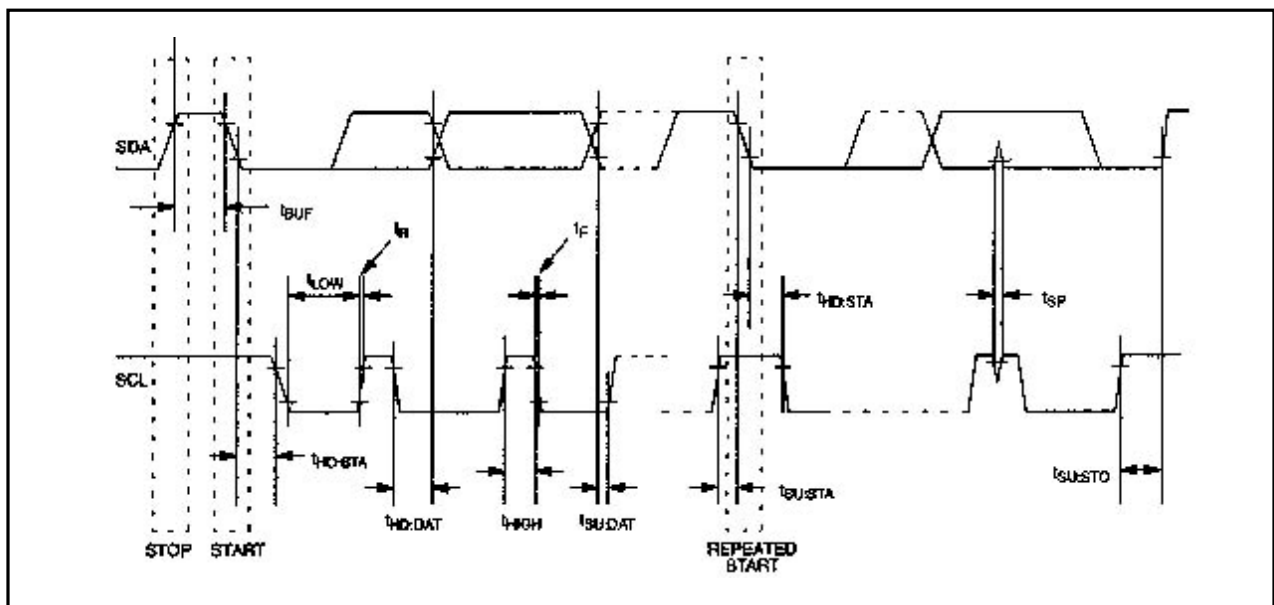 SDA
tBUF
tR
tF
tLOW
tHD:STA
tSP
SCL
tHD:STA
tSU:STA
tSU:STO
tHD:DAT
tHIGH
tSU:DAT
STOP
START
REPEATED
START